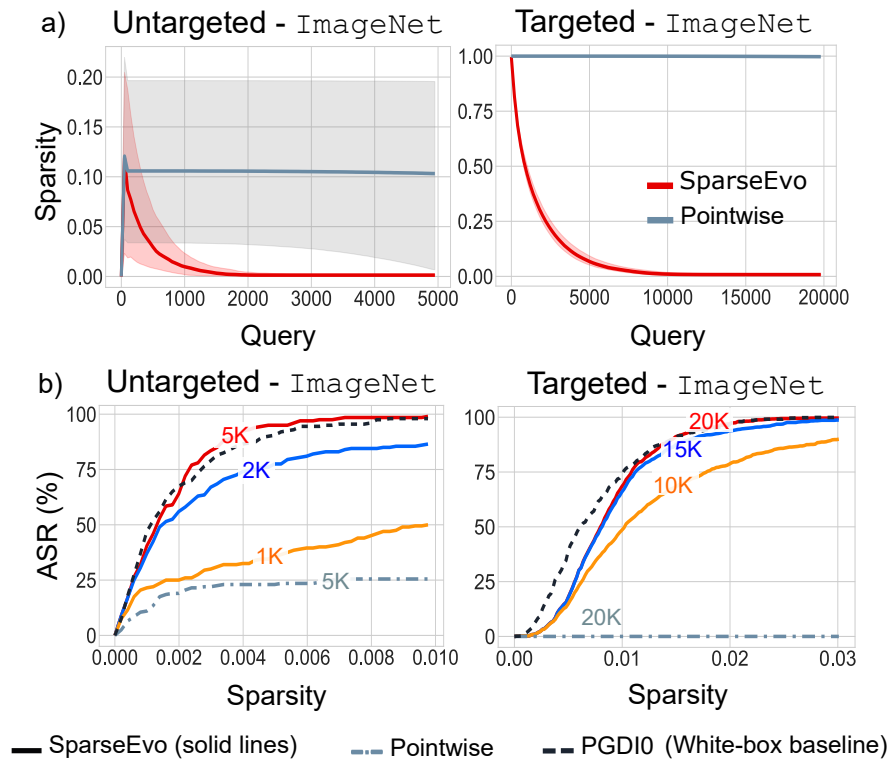 a) Untargeted - ImageNet
Targeted - ImageNet
Sparsity
0.20
0.15
0.10
0.05
0.00
0 1000 2000 3000 4000 5000
Query
1.00
0.75
0.50
0.25
0.00
SparseEvo
Pointwise
0 5000 10000 15000 20000
Query
b) Untargeted - ImageNet
Targeted - ImageNet
ASR (%)
100
75
50
25
0
5K
2K
1K
5K
0.000 0.002 0.004 0.006 0.008 0.010
Sparsity
100
75
50
25
0
20K
15K
10K
20K
0.00 0.01 0.02 0.03
Sparsity
SparseEvo (solid lines) Pointwise PGDl0 (White-box baseline)